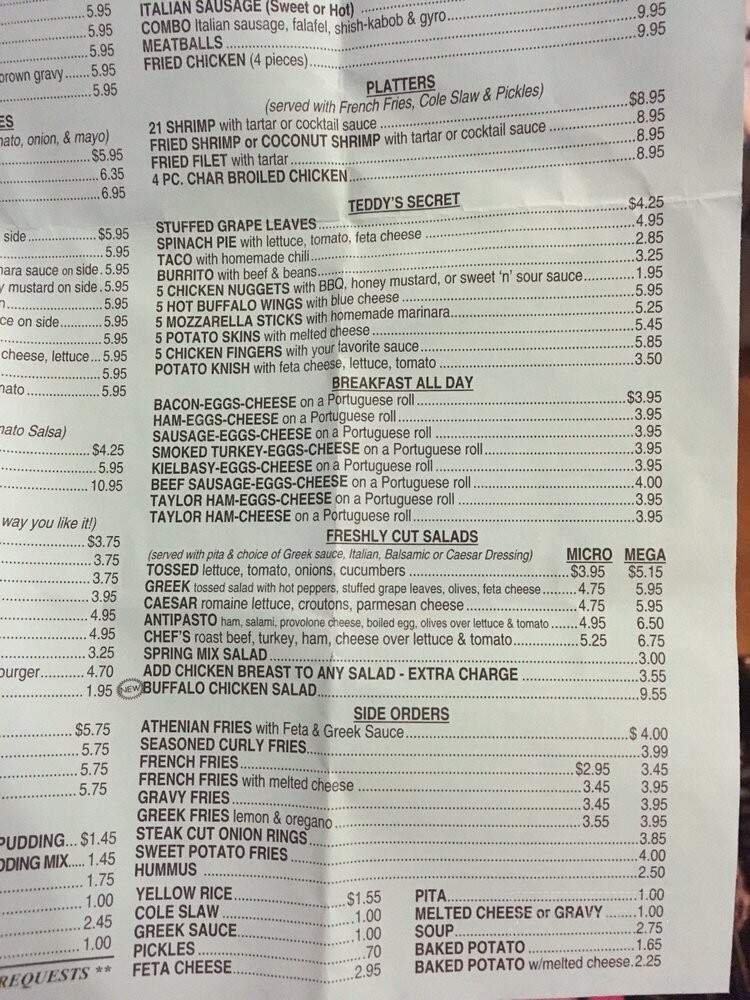 5.95
5.95
5.95
brown gravy.......5.95
5.95
ES
nato, onion, & mayo)
$5.95
6.35
6.95
side $5.95
5.95
nara sauce on side. 5.95
y mustard on side. 5.95
5.95
ce on side 5.95
5.95
cheese, lettuce... 5.95
5.95
nato 5.95
nato Salsa)
$4.25
5.95
10.95
way you like it!)
$3.75
3.75
3.75
3.95
4.95
4.95
3.25
burger 4.70
1.95
$5.75
5.75
5.75
5.75
PUDDING... $1.45
DDING MIX.... 1.45
1.75
1.00
2.45
1.00
REQUESTS **
ITALIAN SAUSAGE (Sweet or Hot)
COMBO Italian sausage, falafel, shish-kabob & gyro 9.95
MEATBALLS 9.95
FRIED CHICKEN (4 pieces)
PLATTERS
(served with French Fries, Cole Slaw & Pickles)
21 SHRIMP with tartar or cocktail sauce $8.95
FRIED SHRIMP or COCONUT SHRIMP with tartar or cocktail sauce 8.95
FRIED FILET with tartar 8.95
4 PC. CHAR BROILED CHICKEN 8.95
TEDDY'S SECRET
STUFFED GRAPE LEAVES $4.25
SPINACH PIE with lettuce, tomato, feta cheese 4.95
TACO with homemade chili 2.85
BURRITO with beef & beans 3.25
5 CHICKEN NUGGETS with BBQ, honey mustard, or sweet 'n' sour sauce 1.95
5 HOT BUFFALO WINGS with blue cheese 5.95
5 MOZZARELLA STICKS with homemade marinara 5.25
5 POTATO SKINS with melted cheese 5.45
5 CHICKEN FINGERS with your favorite sauce 5.85
POTATO KNISH with feta cheese, lettuce, tomato 3.50
BREAKFAST ALL DAY
BACON-EGGS-CHEESE on a Portuguese roll $3.95
HAM-EGGS-CHEESE on a Portuguese roll 3.95
SAUSAGE-EGGS-CHEESE on a Portuguese roll 3.95
SMOKED TURKEY-EGGS-CHEESE on a Portuguese roll 3.95
KIELBASY-EGGS-CHEESE on a Portuguese roll 3.95
BEEF SAUSAGE-EGGS-CHEESE on a Portuguese roll 4.00
TAYLOR HAM-EGGS-CHEESE on a Portuguese roll 3.95
TAYLOR HAM-CHEESE on a Portuguese roll 3.95
FRESHLY CUT SALADS
(served with pita & choice of Greek sauce, Italian, Balsamic or Caesar Dressing) MICRO MEGA
TOSSED lettuce, tomato, onions, cucumbers $3.95 $5.15
GREEK tossed salad with hot peppers, stuffed grape leaves, olives, feta cheese 4.75 5.95
CAESAR romaine lettuce, croutons, parmesan cheese 4.75 5.95
ANTIPASTO ham, salami, provolone cheese, boiled egg, olives over lettuce & tomato 4.95 6.50
CHEF'S roast beef, turkey, ham, cheese over lettuce & tomato 5.25 6.75
SPRING MIX SALAD 3.00
ADD CHICKEN BREAST TO ANY SALAD - EXTRA CHARGE 3.55
NEW BUFFALO CHICKEN SALAD 9.55
SIDE ORDERS
ATHENIAN FRIES with Feta & Greek Sauce $ 4.00
SEASONED CURLY FRIES 3.99
FRENCH FRIES $2.95 3.45
FRENCH FRIES with melted cheese 3.45 3.95
GRAVY FRIES 3.45 3.95
GREEK FRIES lemon & oregano 3.55 3.95
STEAK CUT ONION RINGS 3.85
SWEET POTATO FRIES 4.00
HUMMUS 2.50
YELLOW RICE $1.55
COLE SLAW 1.00
GREEK SAUCE 1.00
PICKLES .70
FETA CHEESE 2.95
PITA 1.00
MELTED CHEESE or GRAVY 1.00
SOUP 2.75
BAKED POTATO 1.65
BAKED POTATO w/melted cheese. 2.25